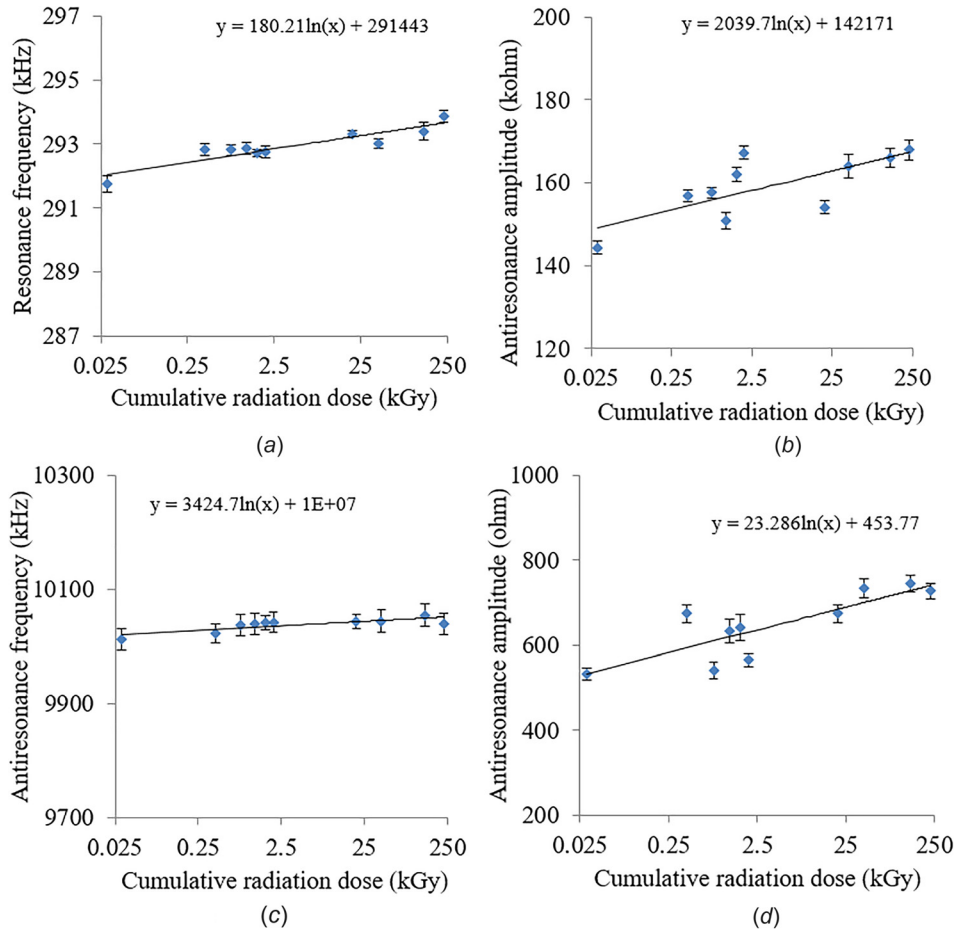 297
295
293
291
289
287
Resonance frequency (kHz)
y = 180.21ln(x) + 291443
0.025 0.25 2.5 25 250
Cumulative radiation dose (kGy)
(a)
200
180
160
140
120
Antiresonance amplitude (kohm)
y = 2039.7ln(x) + 142171
0.025 0.25 2.5 25 250
Cumulative radiation dose (kGy)
(b)
10300
10100
9900
9700
Antiresonance frequency (kHz)
y = 3424.7ln(x) + 1E+07
0.025 0.25 2.5 25 250
Cumulative radiation dose (kGy)
(c)
1000
800
600
400
200
Antiresonance amplitude (ohm)
y = 23.286ln(x) + 453.77
0.025 0.25 2.5 25 250
Cumulative radiation dose (kGy)
(d)